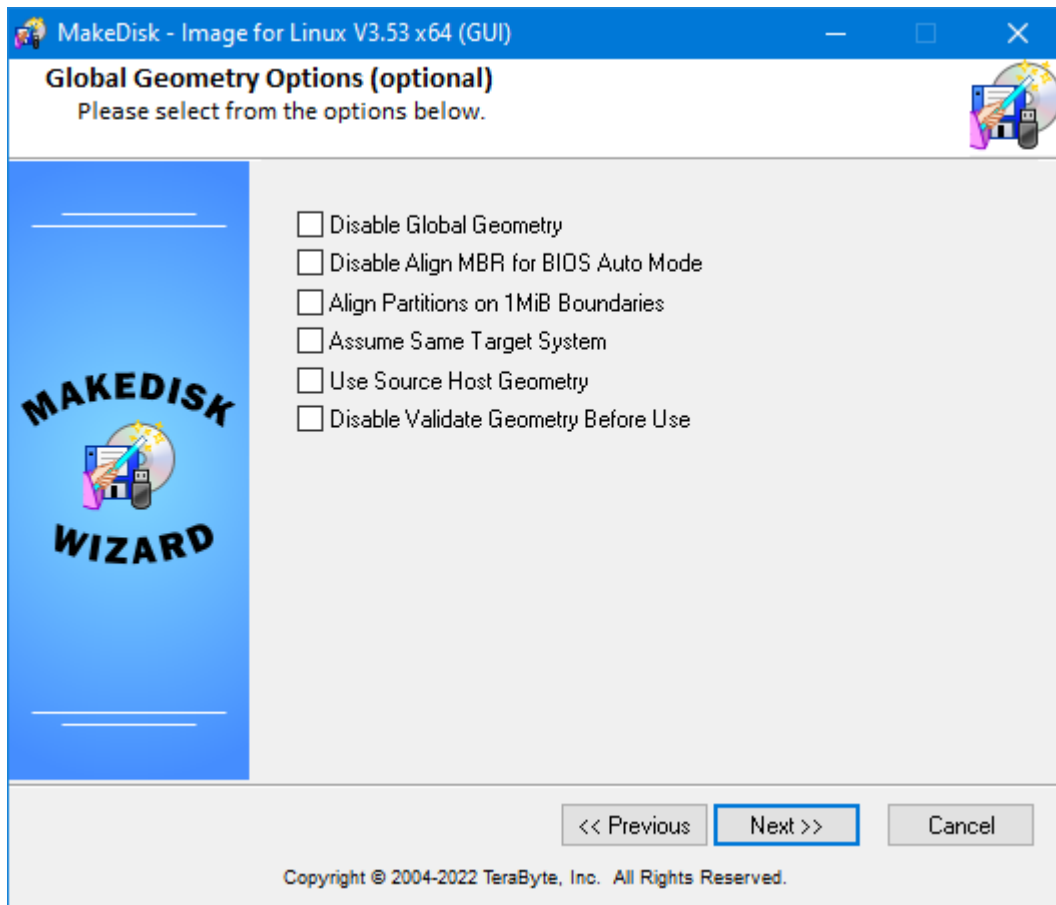 MakeDisk - Image for Linux V3.53 x64 (GUI)
Global Geometry Options (optional)
Please select from the options below.
MAKEDISK
WIZARD
Disable Global Geometry
Disable Align MBR for BIOS Auto Mode
Align Partitions on 1MiB Boundaries
Assume Same Target System
Use Source Host Geometry
Disable Validate Geometry Before Use
<< Previous
Next >>
Cancel
Copyright © 2004-2022 TeraByte, Inc. All Rights Reserved.